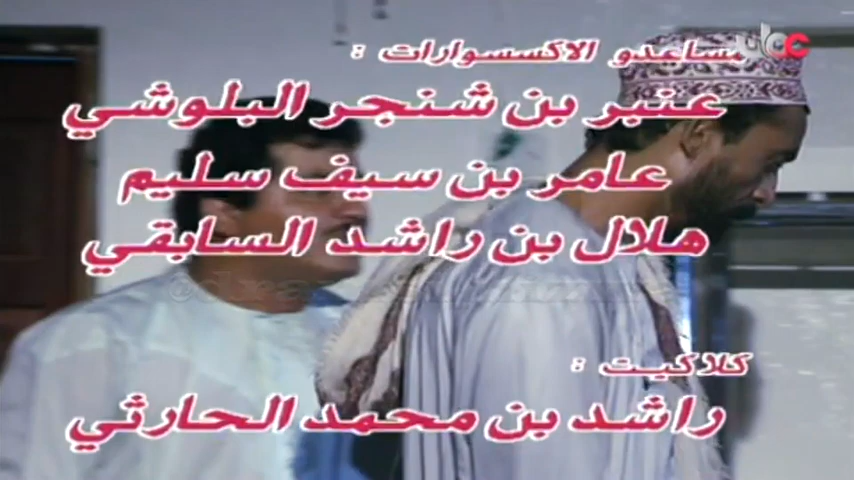 مساعدو الاكسسوارات :
عنبر بن شنجر البلوشي
عامر بن سيف سليم
هلال بن راشد السابقي
كلاكيت :
راشد بن محمد الحارثي